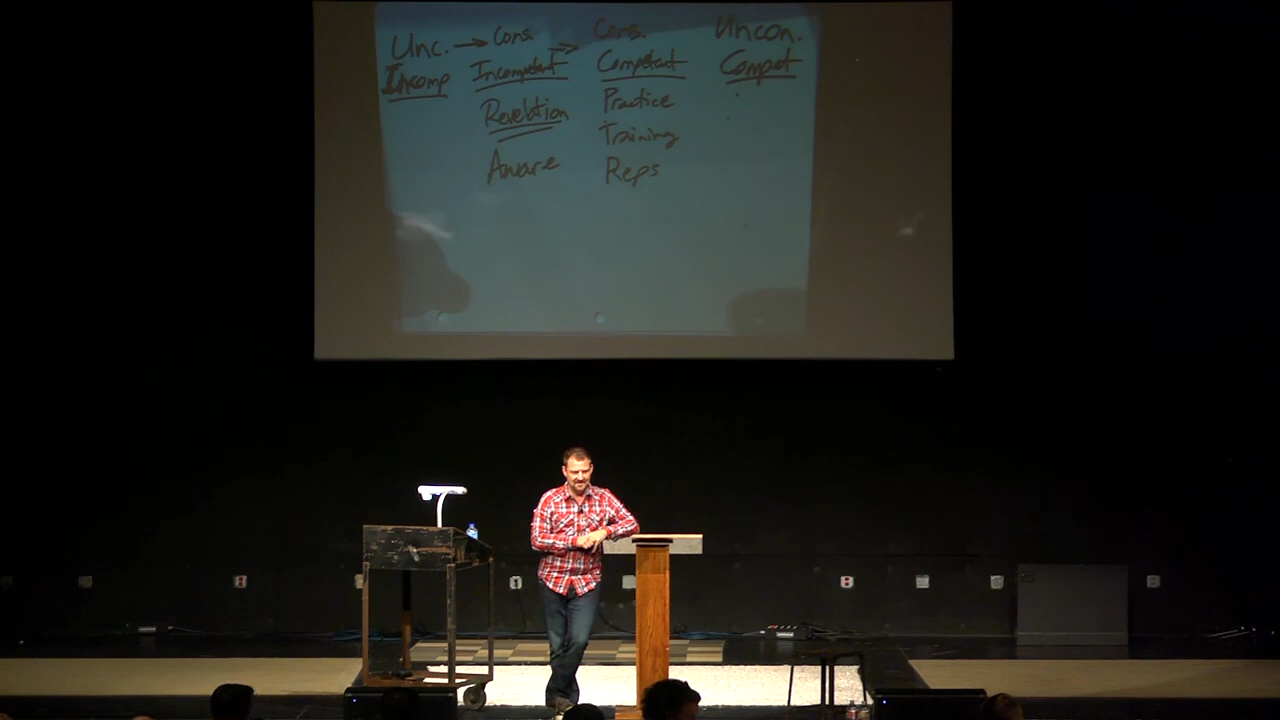 Unc. → Cons. → Cons. Uncon.
Incomp Incompetent Competent Compet
Revelation Practice
Training
Aware Reps